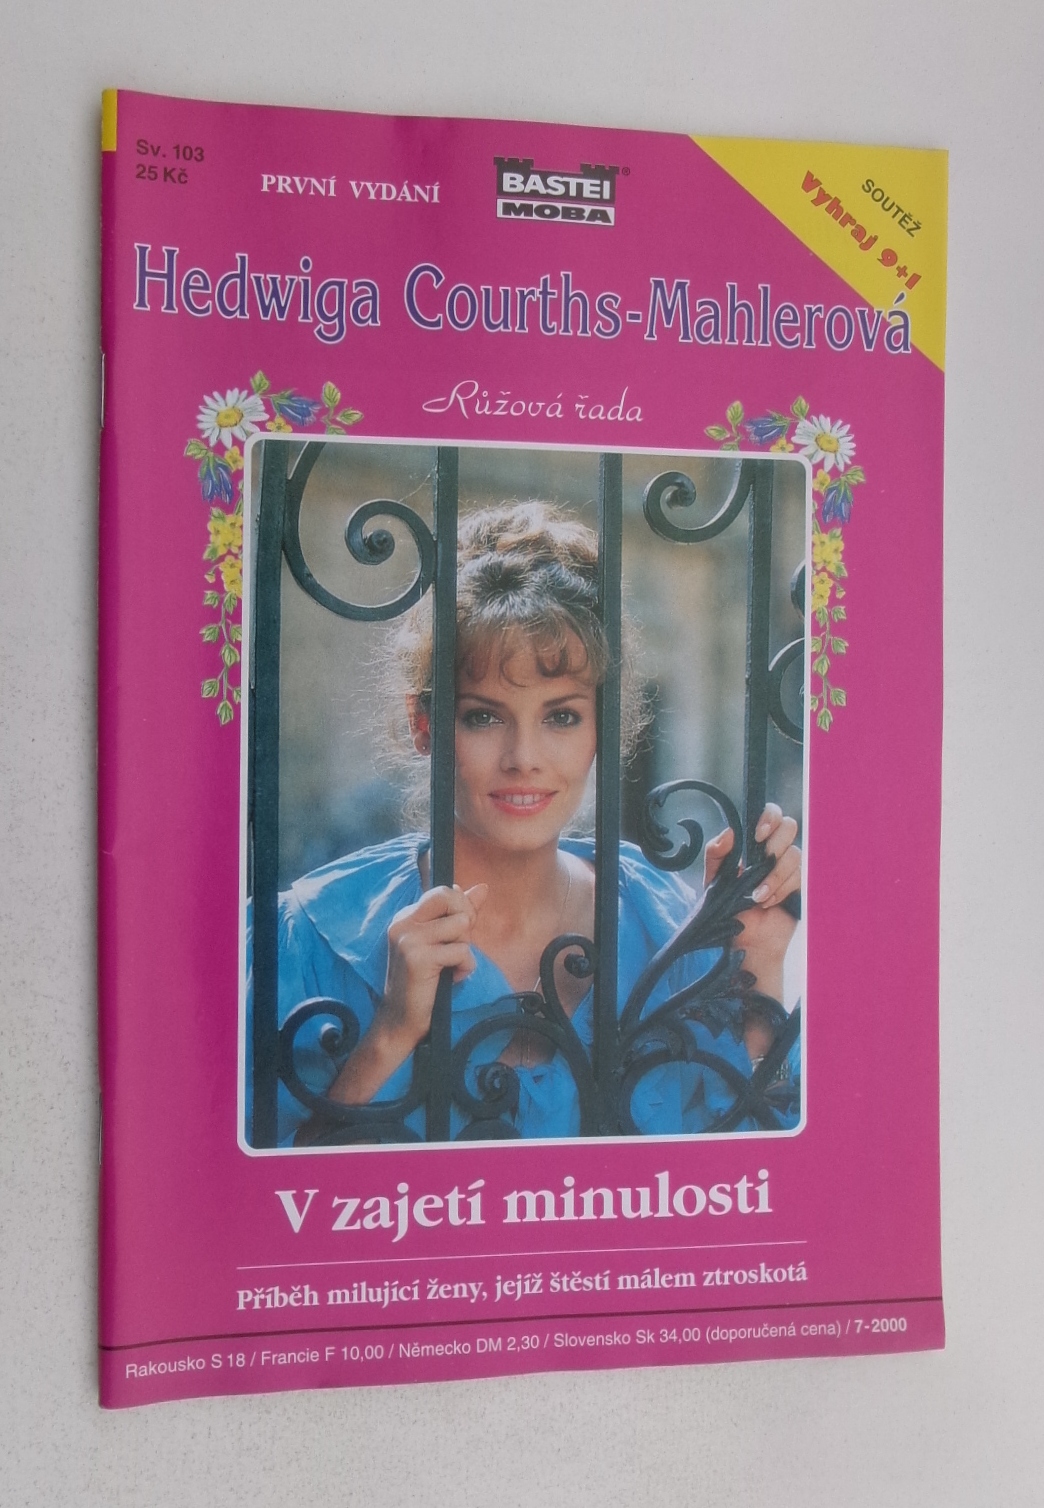 Sv. 103
25 Kč
PRVNÍ VYDÁNÍ
BASTEI®
MOBA
SOUTĚŽ
Vyhraj 9+1
Hedwiga Courths-Mahlerová
Růžová řada
V zajetí minulosti
Příběh milující ženy, jejíž štěstí málem ztroskotá
Rakousko S 18 / Francie F 10,00 / Německo DM 2,30 / Slovensko Sk 34,00 (doporučená cena) / 7-2000